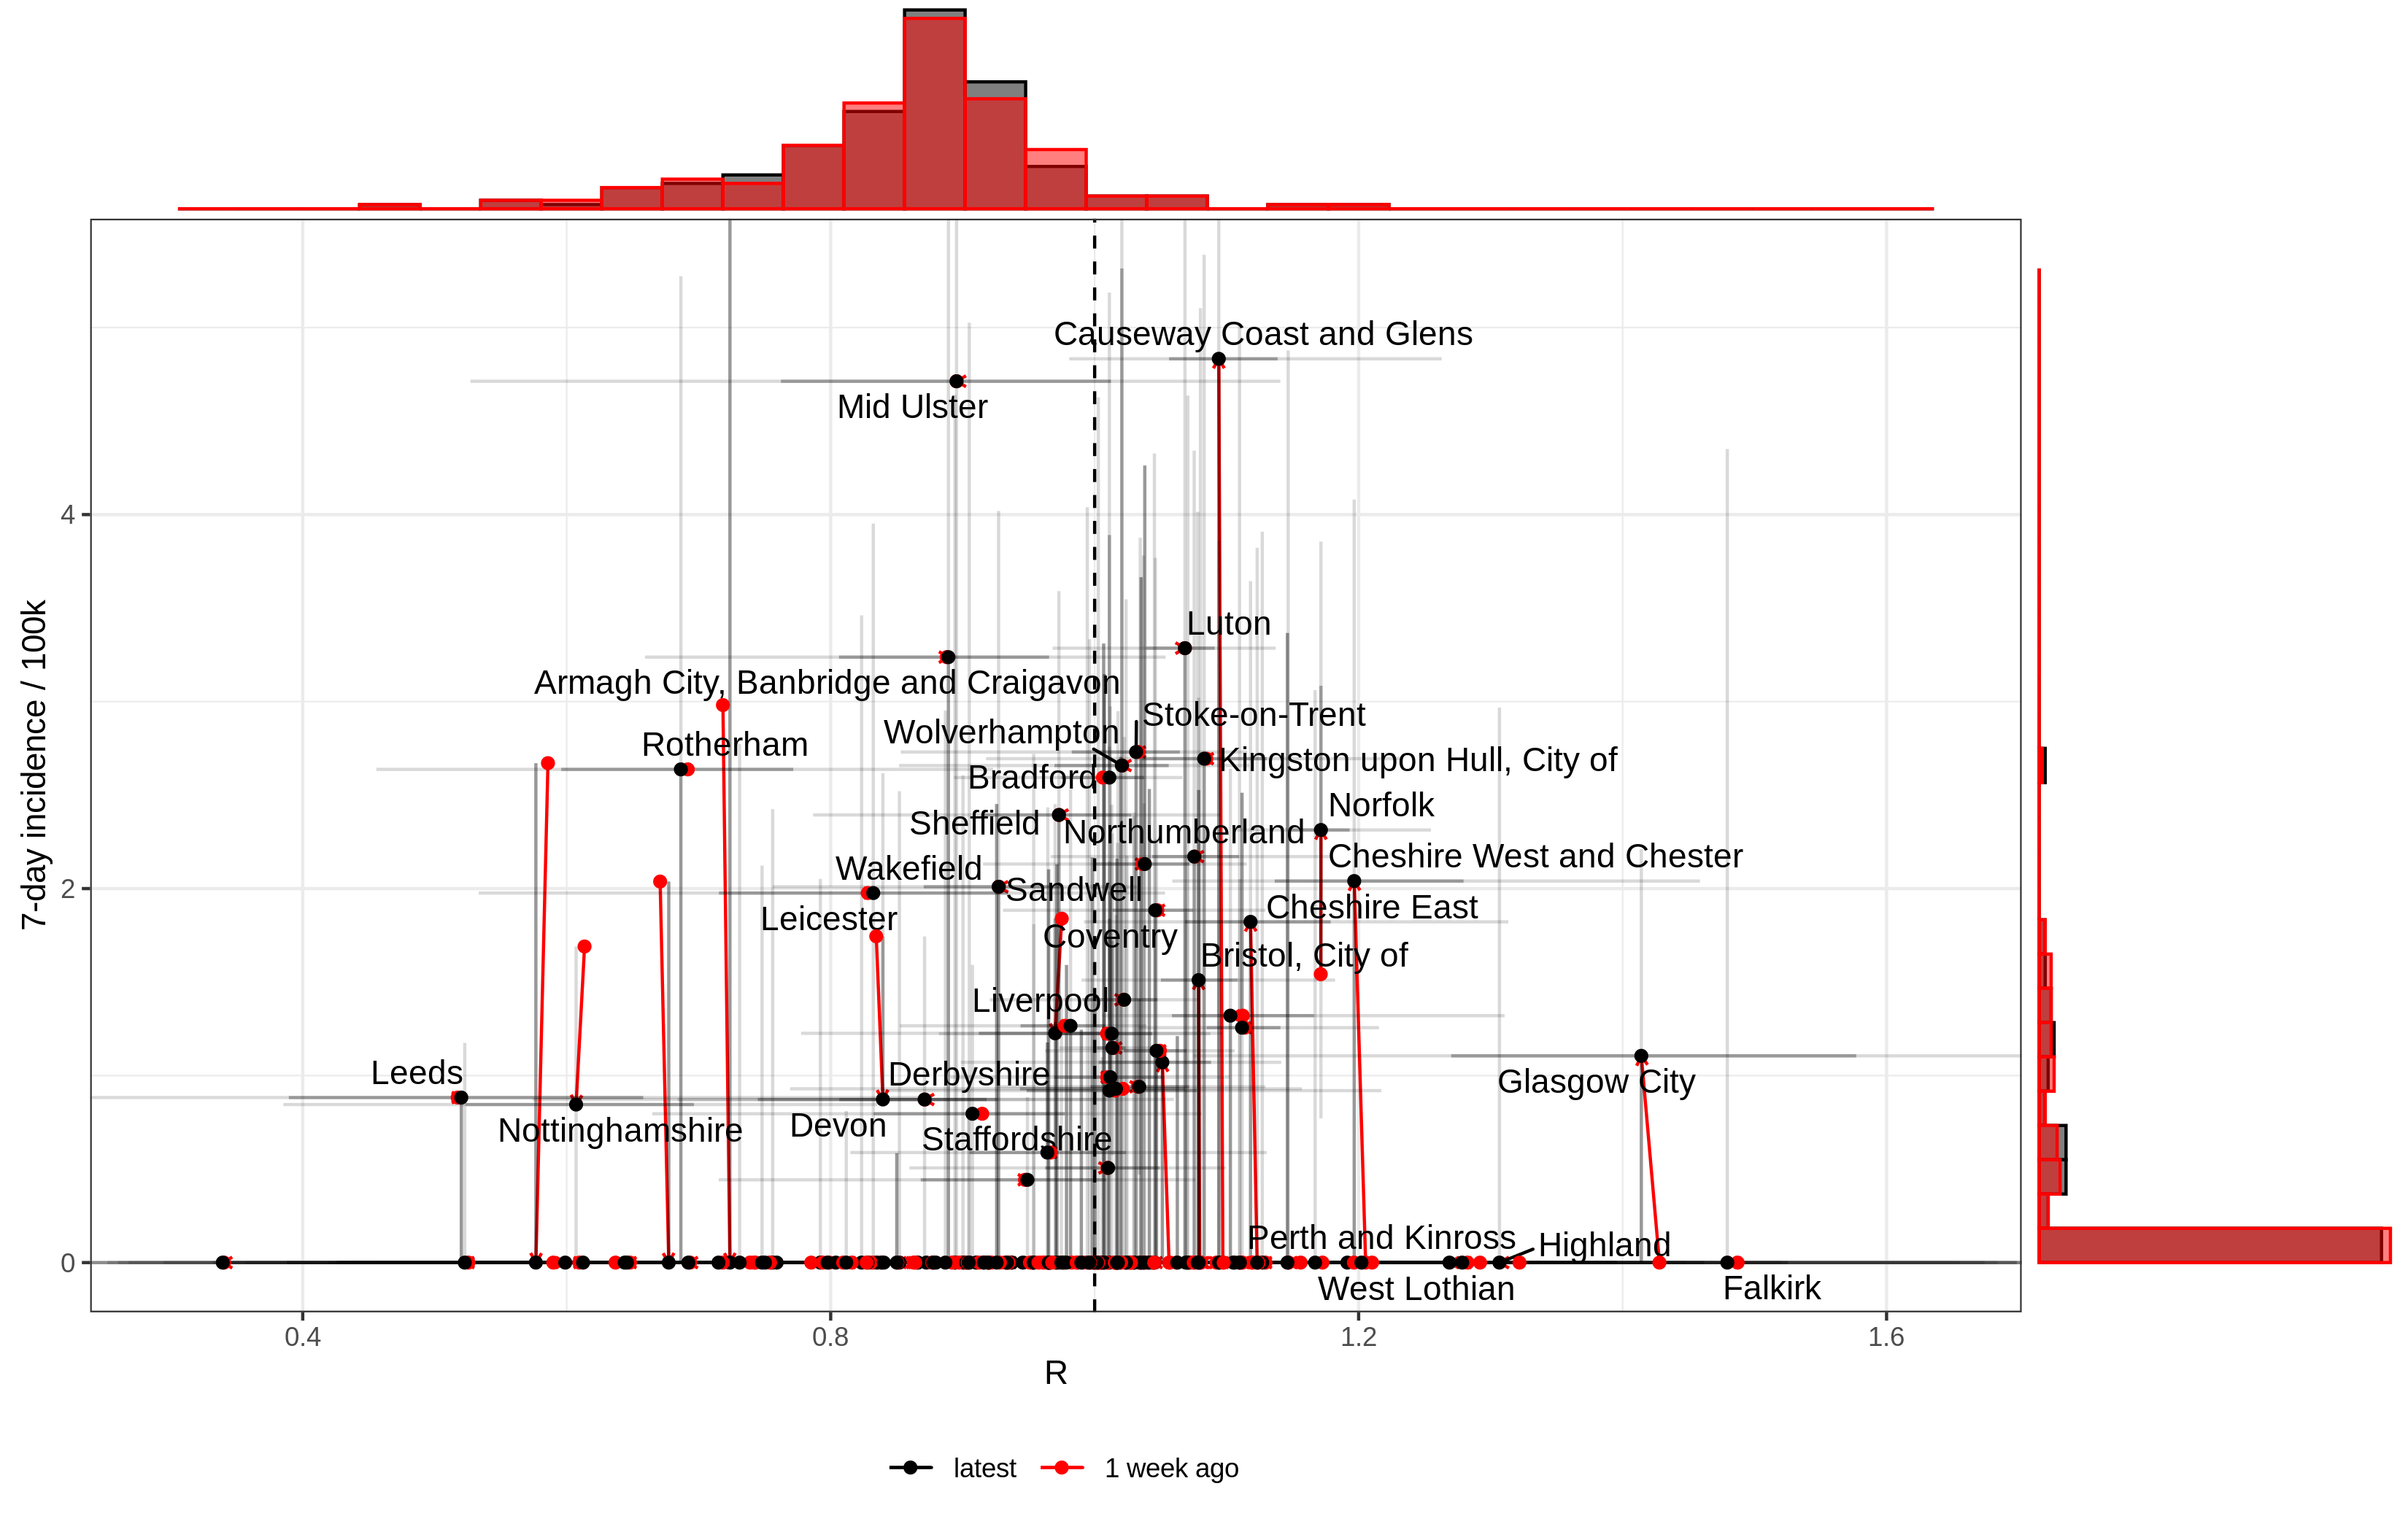 Causeway Coast and Glens
Mid Ulster
4
Luton
Armagh City, Banbridge and Craigavon
Stoke-on-Trent
Wolverhampton
Rotherham
Kingston upon Hull, City of
Bradford
Norfolk
Sheffield
Northumberland
Cheshire West and Chester
Wakefield
2
Sandwell
Cheshire East
Leicester
Coventry
Bristol, City of
Liverpool
Leeds
Derbyshire
Glasgow City
Devon
Nottinghamshire
Staffordshire
Perth and Kinross
Highland
0
West Lothian
Falkirk
7-day incidence / 100k
0.4
0.8
1.2
1.6
R
latest
1 week ago